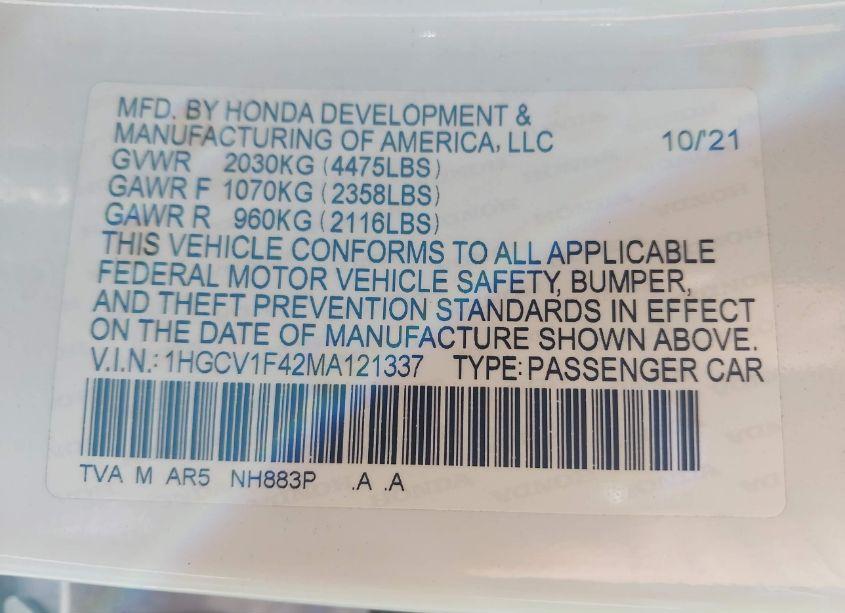 MFD. BY HONDA DEVELOPMENT &
MANUFACTURING OF AMERICA, LLC 10/'21
GVWR 2030KG (4475LBS)
GAWR F 1070KG (2358LBS)
GAWR R 960KG (2116LBS)
THIS VEHICLE CONFORMS TO ALL APPLICABLE
FEDERAL MOTOR VEHICLE SAFETY, BUMPER,
AND THEFT PREVENTION STANDARDS IN EFFECT
ON THE DATE OF MANUFACTURE SHOWN ABOVE.
V.I.N.: 1HGCV1F42MA121337 TYPE: PASSENGER CAR
TVA M AR5 NH883P .A .A